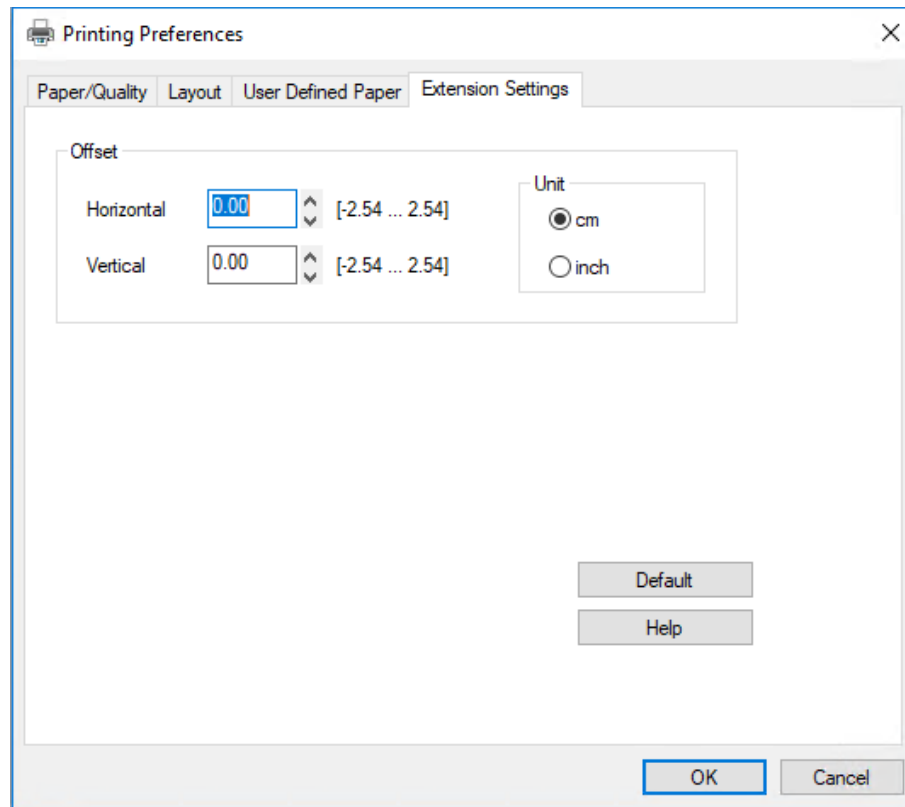 Printing Preferences
Paper/Quality Layout User Defined Paper Extension Settings
Offset
Unit
Horizontal 0.00 [-2.54 ... 2.54]
cm
Vertical 0.00 [-2.54 ... 2.54]
inch
Default
Help
OK Cancel